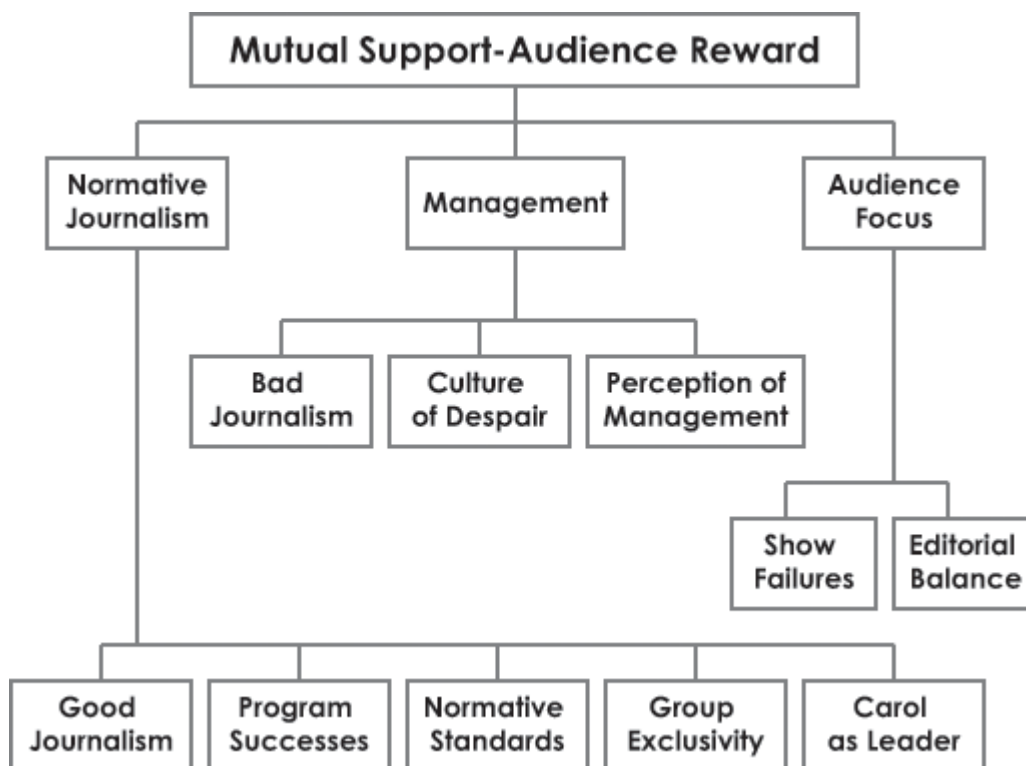 Mutual Support-Audience Reward
Normative
Journalism
Management
Audience
Focus
Bad
Journalism
Culture
of Despair
Perception of
Management
Show
Failures
Editorial
Balance
Good
Journalism
Program
Successes
Normative
Standards
Group
Exclusivity
Carol
as Leader